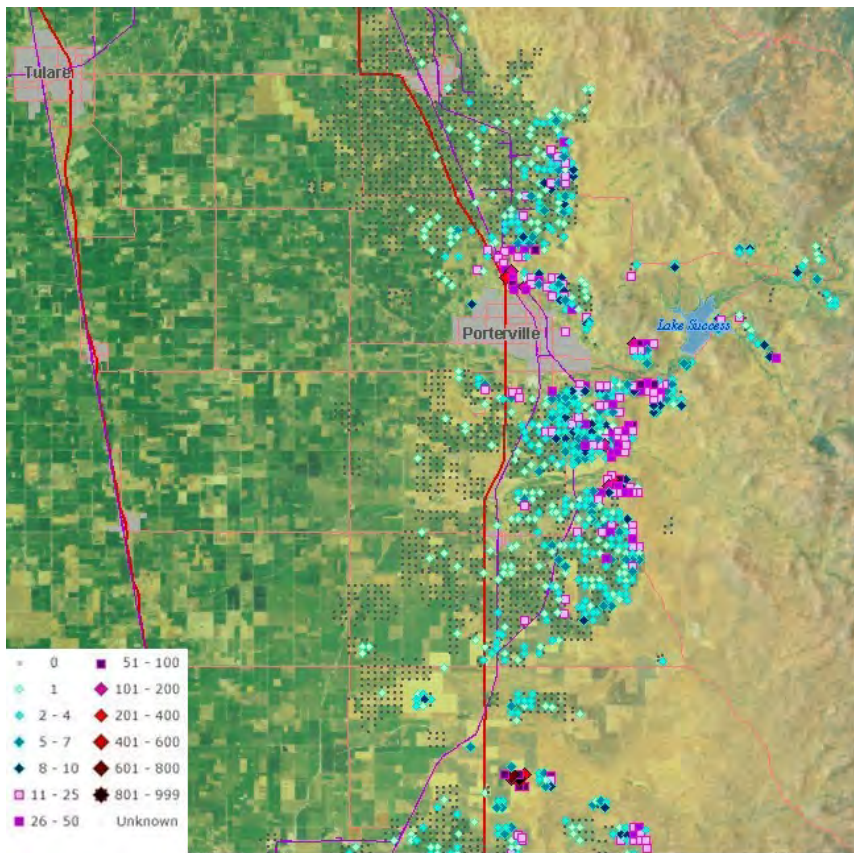 Tulare
Porterville
Lake Success
0
1
2 - 4
5 - 7
8 - 10
11 - 25
26 - 50
51 - 100
101 - 200
201 - 400
401 - 600
601 - 800
801 - 999
Unknown